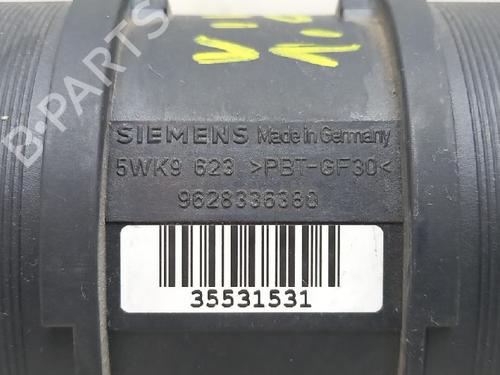 B-PARTS
SIEMENS Made in Germany
5WK9 623 >PBT-GF30<
9628336380
35531531